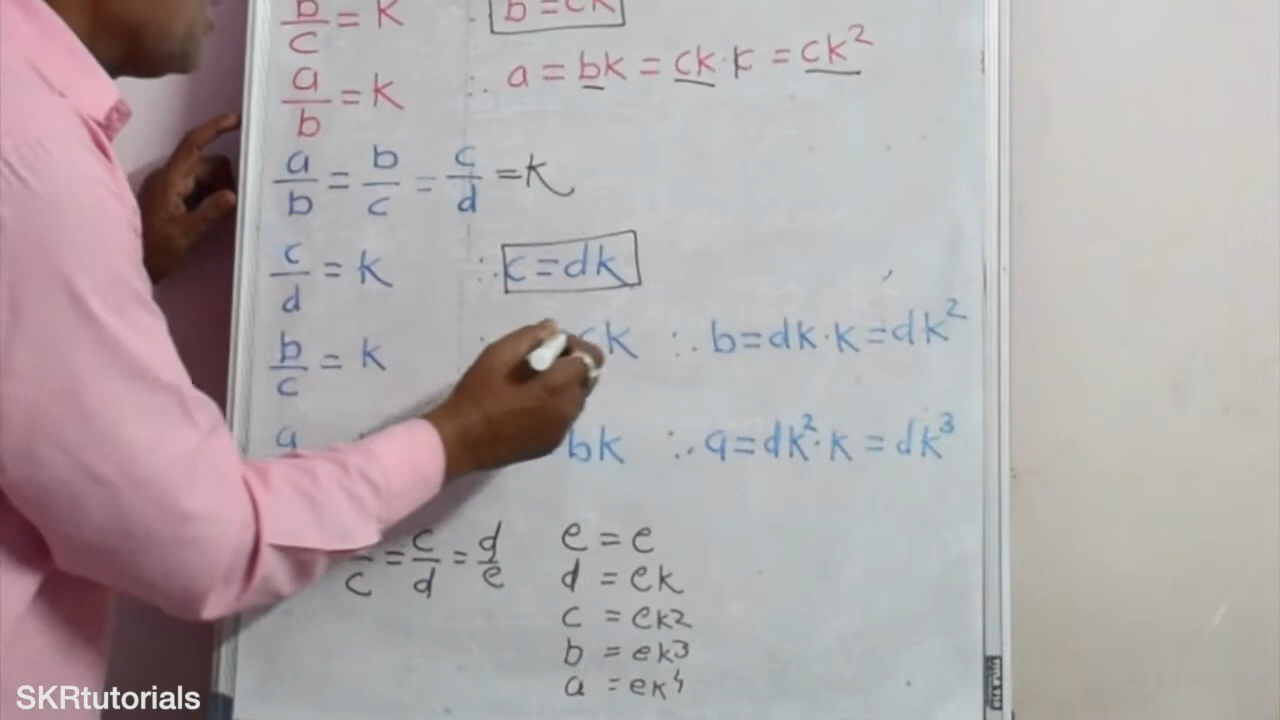 b/c = K ∴ b = cK
a/b = K ∴ a = bK = cK·K = cK²
a/b = b/c = c/d = K
c/d = K ∴ c = dK
b/c = K ∴ cK ∴ b = dK·K = dK²
a bK ∴ a = dK²·K = dK³
c = c/d = d/e
e = e
d = eK
c = eK2
b = eK3
a = eK4
SKRtutorials